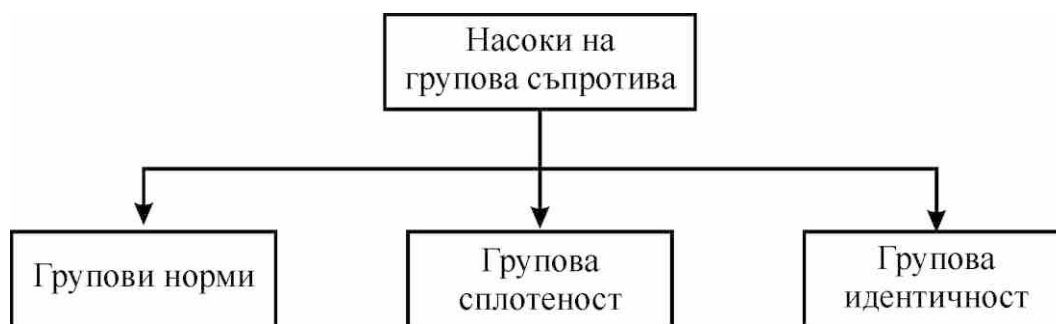 Насоки на
групова съпротива
Групови норми
Групова
сплотеност
Групова
идентичност